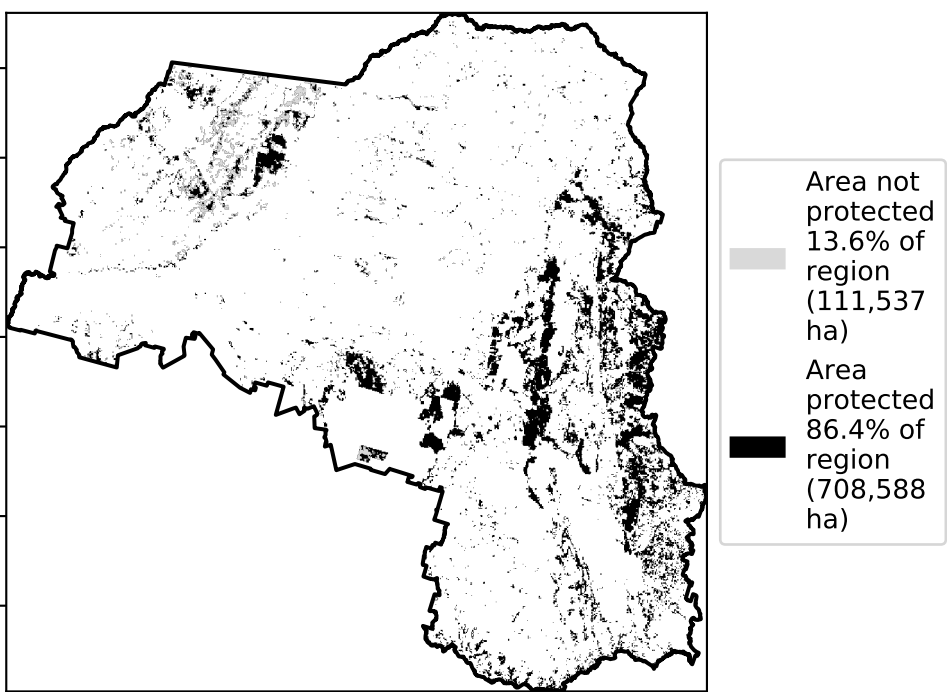 Area not
protected
13.6% of
region
(111,537
ha)
Area
protected
86.4% of
region
(708,588
ha)